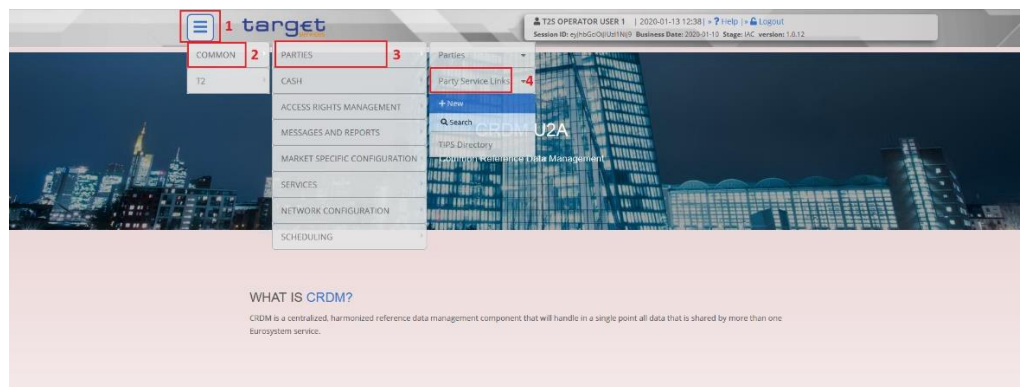 1 target
T2S OPERATOR USER 1 | 2020-01-13 12:38| » ? Help |» Logout
Session ID: Business Date: 2020-01-10 Stage: IAC version: 1.0.12
COMMON 2 PARTIES 3 Parties
T2 CASH Party Service Links 4
ACCESS RIGHTS MANAGEMENT + New
MESSAGES AND REPORTS Search
CRDM U2A
TIPS Directory
MARKET SPECIFIC CONFIGURATION Common Reference Data Management
SERVICES
NETWORK CONFIGURATION
SCHEDULING
WHAT IS CRDM?
CRDM is a centralized, harmonized reference data management component that will handle in a single point all data that is shared by more than one
Eurosystem service.